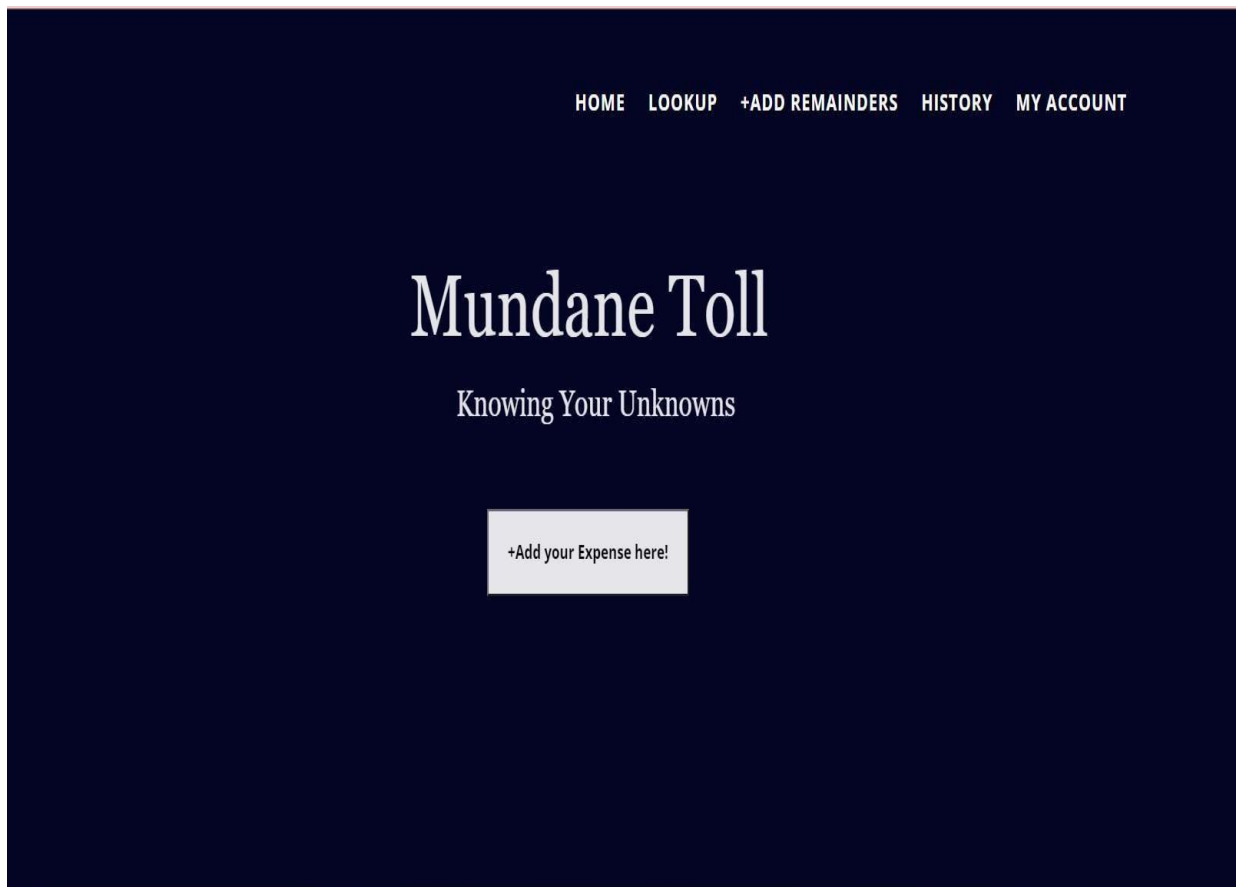 HOME LOOKUP +ADD REMAINDERS HISTORY MY ACCOUNT
Mundane Toll
Knowing Your Unknowns
+Add your Expense here!